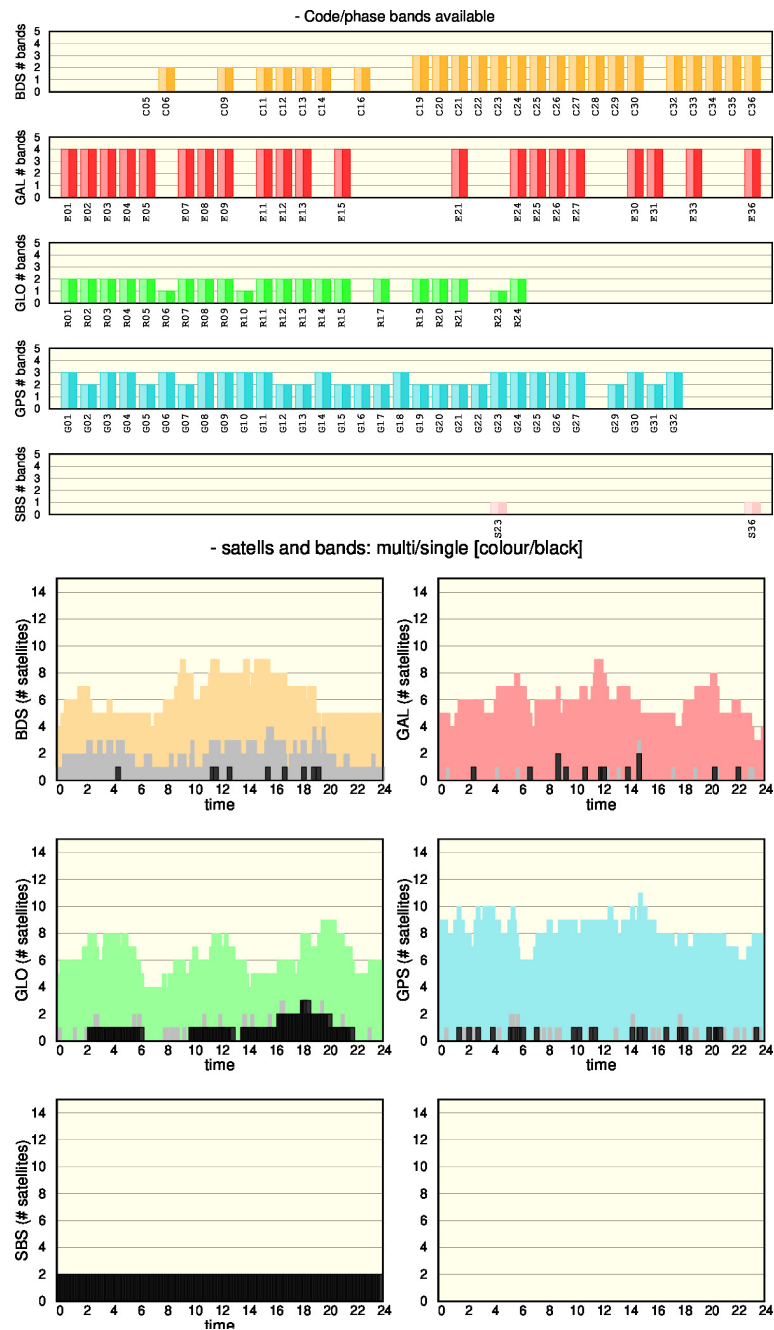 - Code/phase bands available
BDS # bands
5
4
3
2
1
0
C05 C06 C09 C11 C12 C13 C14 C16 C19 C20 C21 C22 C23 C24 C25 C26 C27 C28 C29 C30 C32 C33 C34 C35 C36
GAL # bands
5
4
3
2
1
0
E01 E02 E03 E04 E05 E07 E08 E09 E11 E12 E13 E15 E21 E24 E25 E26 E27 E30 E31 E33 E36
GLO # bands
5
4
3
2
1
0
R01 R02 R03 R04 R05 R06 R07 R08 R09 R10 R11 R12 R13 R14 R15 R17 R19 R20 R21 R23 R24
GPS # bands
5
4
3
2
1
0
G01 G02 G03 G04 G05 G06 G07 G08 G09 G10 G11 G12 G13 G14 G15 G16 G17 G18 G19 G20 G21 G22 G23 G24 G25 G26 G27 G29 G30 G31 G32
SBS # bands
5
4
3
2
1
0
S23 S36
- satells and bands: multi/single [colour/black]
BDS (# satellites)
14
12
10
8
6
4
2
0
0 2 4 6 8 10 12 14 16 18 20 22 24
time
GAL (# satellites)
14
12
10
8
6
4
2
0
0 2 4 6 8 10 12 14 16 18 20 22 24
time
GLO (# satellites)
14
12
10
8
6
4
2
0
0 2 4 6 8 10 12 14 16 18 20 22 24
time
GPS (# satellites)
14
12
10
8
6
4
2
0
0 2 4 6 8 10 12 14 16 18 20 22 24
time
SBS (# satellites)
14
12
10
8
6
4
2
0
0 2 4 6 8 10 12 14 16 18 20 22 24
time
14
12
10
8
6
4
2
0
0 2 4 6 8 10 12 14 16 18 20 22 24